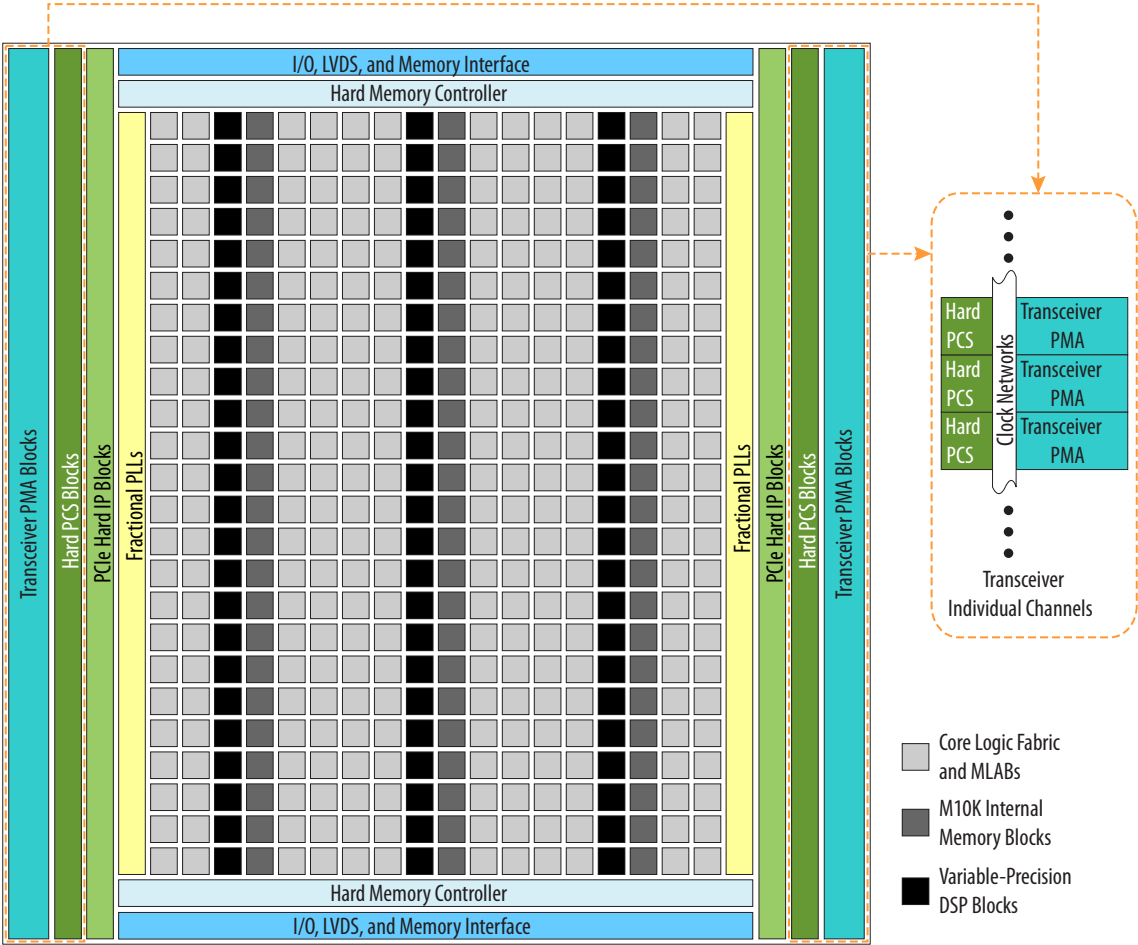 I/O, LVDS, and Memory Interface
Hard Memory Controller
Transceiver PMA Blocks
Hard PCS Blocks
PCIe Hard IP Blocks
Fractional PLLs
Fractional PLLs
PCIe Hard IP Blocks
Hard PCS Blocks
Transceiver PMA Blocks
Hard Memory Controller
I/O, LVDS, and Memory Interface
Hard
PCS
Transceiver
PMA
Hard
PCS
Transceiver
PMA
Hard
PCS
Transceiver
PMA
Clock Networks
Transceiver
Individual Channels
Core Logic Fabric
and MLABs
M10K Internal
Memory Blocks
Variable-Precision
DSP Blocks